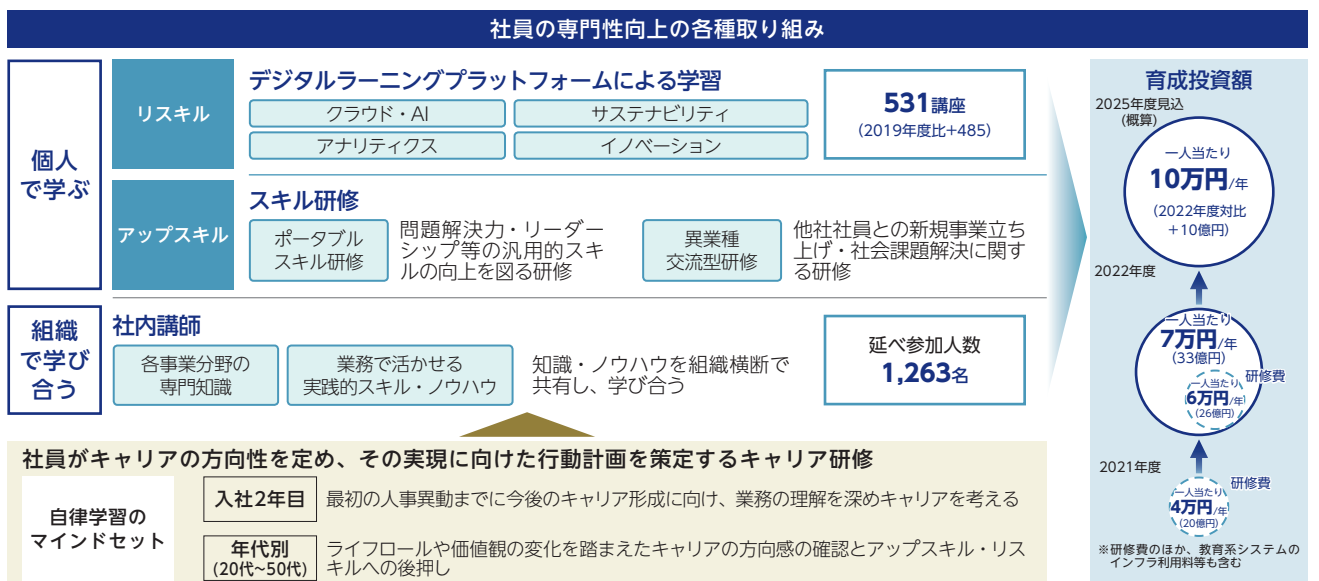 社員の専門性向上の各種取り組み
個人
で学ぶ
リスキル
デジタルラーニングプラットフォームによる学習
クラウド・AI
サステナビリティ
アナリティクス
イノベーション
531講座
(2019年度比+485)
アップスキル
スキル研修
ポータブル
スキル研修
問題解決力・リーダー
シップ等の汎用的スキ
ルの向上を図る研修
異業種
交流型研修
他社社員との新規事業立ち
上げ・社会課題解決に関す
る研修
組織
で学び
合う
社内講師
各事業分野の
専門知識
業務で活かせる
実践的スキル・ノウハウ
知識・ノウハウを組織横断で
共有し、学び合う
延べ参加人数
1,263名
社員がキャリアの方向性を定め、その実現に向けた行動計画を策定するキャリア研修
自律学習の
マインドセット
入社2年目
最初の人事異動までに今後のキャリア形成に向け、業務の理解を深めキャリアを考える
年代別
(20代~50代)
ライフロールや価値観の変化を踏まえたキャリアの方向感の確認とアップスキル・リス
キルへの後押し
育成投資額
2025年度見込
(概算)
一人当たり
10万円/年
(2022年度対比
+10億円)
2022年度
一人当たり
7万円/年
(33億円)
研修費
一人当たり
6万円/年
(26億円)
2021年度
研修費
一人当たり
4万円/年
(20億円)
※研修費のほか、教育系システムの
インフラ利用料等も含む